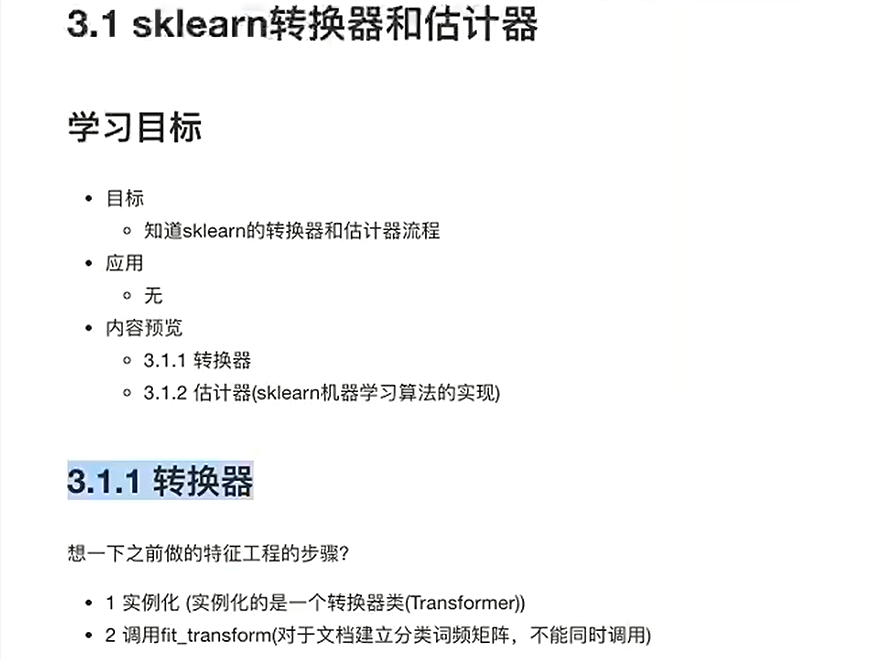 3.1 sklearn转换器和估计器
学习目标
目标
知道sklearn的转换器和估计器流程
应用
无
内容预览
3.1.1 转换器
3.1.2 估计器(sklearn机器学习算法的实现)
3.1.1 转换器
想一下之前做的特征工程的步骤?
1 实例化 (实例化的是一个转换器类(Transformer))
2 调用fit_transform(对于文档建立分类词频矩阵，不能同时调用)